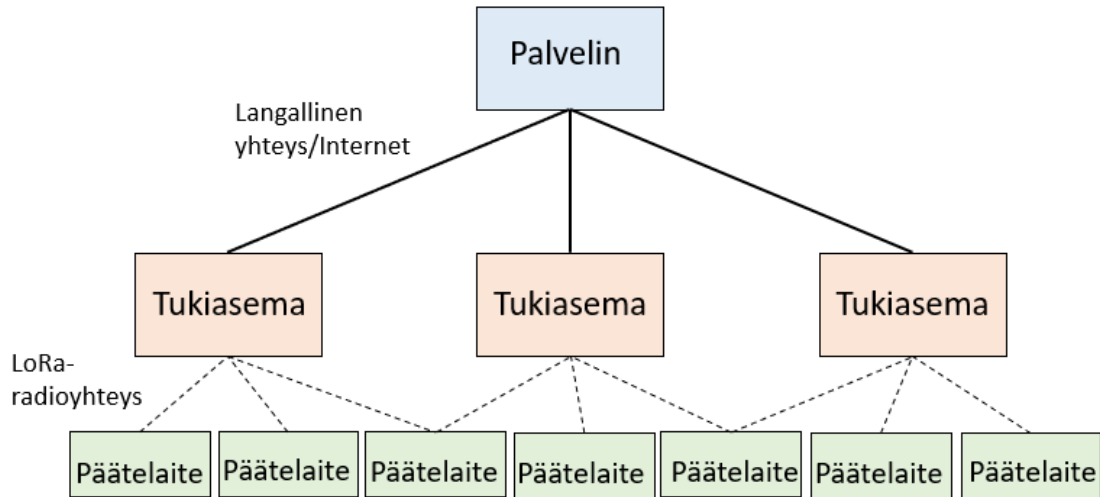 Palvelin
Langallinen
yhteys/Internet
Tukiasema
Tukiasema
Tukiasema
LoRa-
radioyhteys
Päätelaite
Päätelaite
Päätelaite
Päätelaite
Päätelaite
Päätelaite
Päätelaite